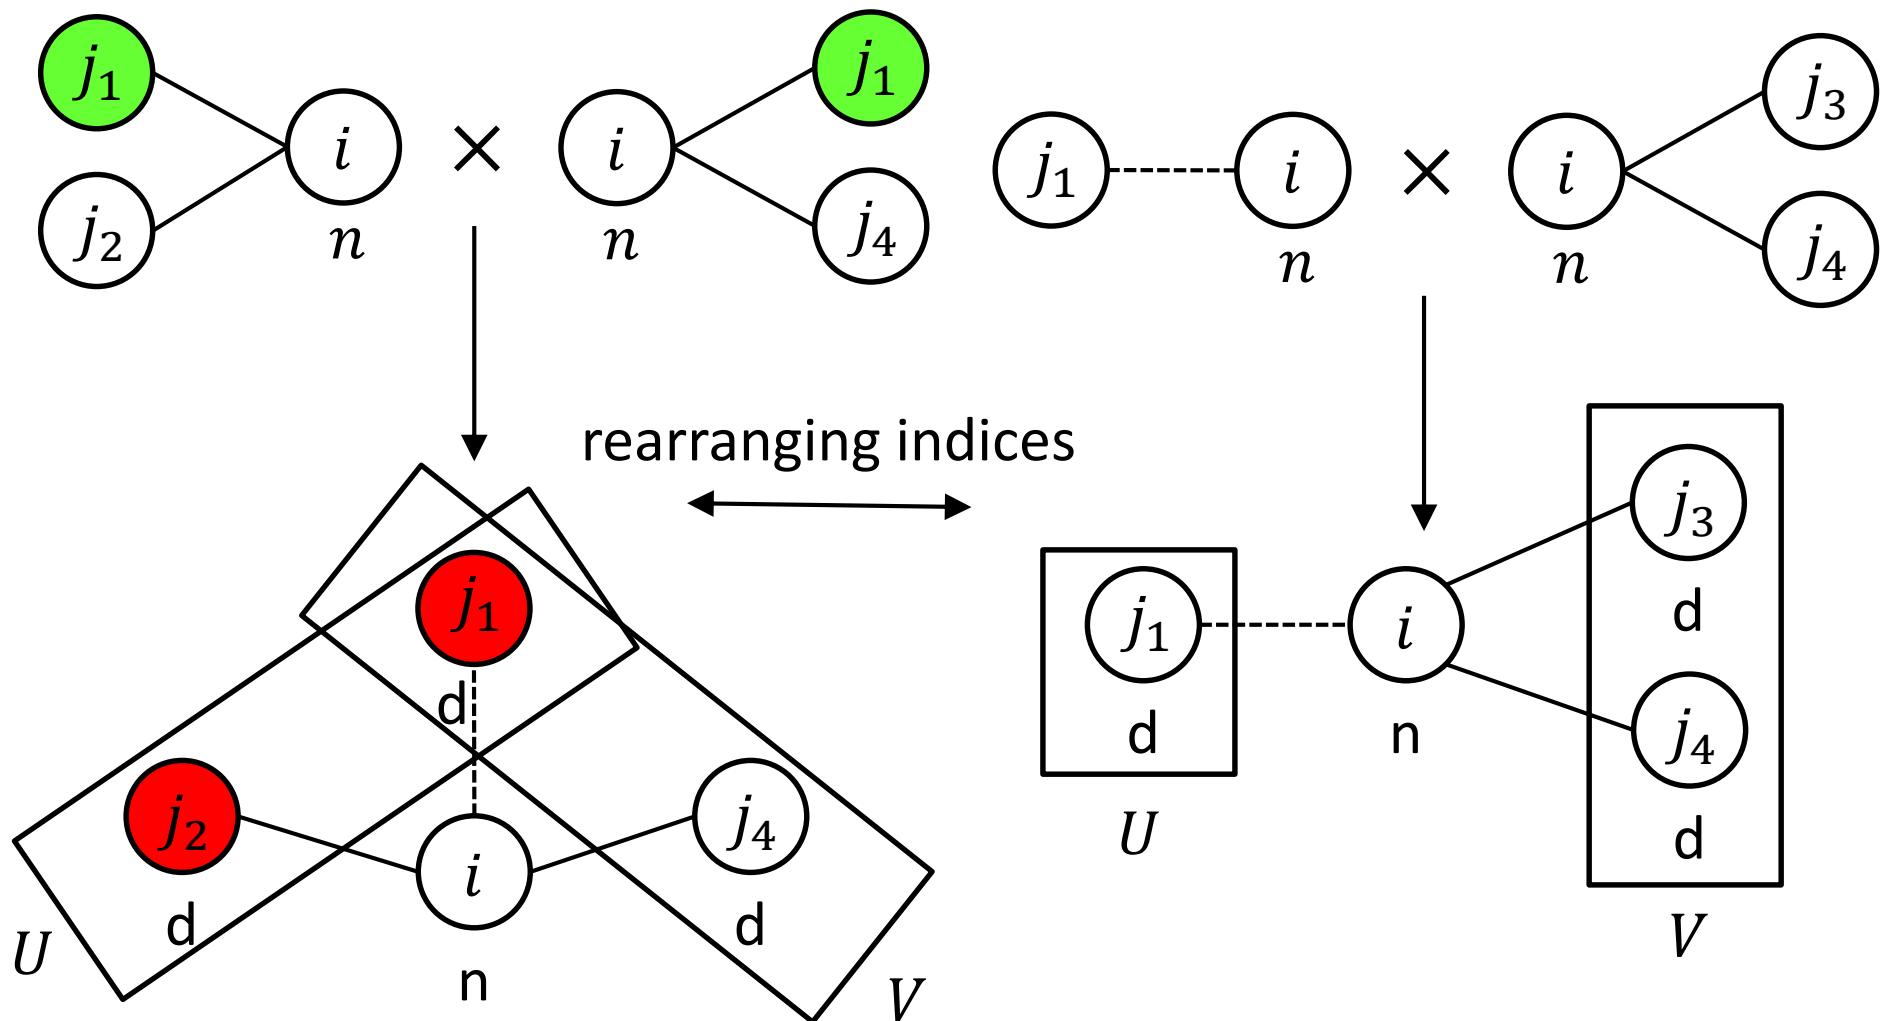 j₁ i × i j₁
j₂ n n j₄
j₁ i × i j₃
n n j₄
rearranging indices
j₁
d
j₂ i j₄
d d
U n V
j₁ i j₃
d n d
U j₄
d
V